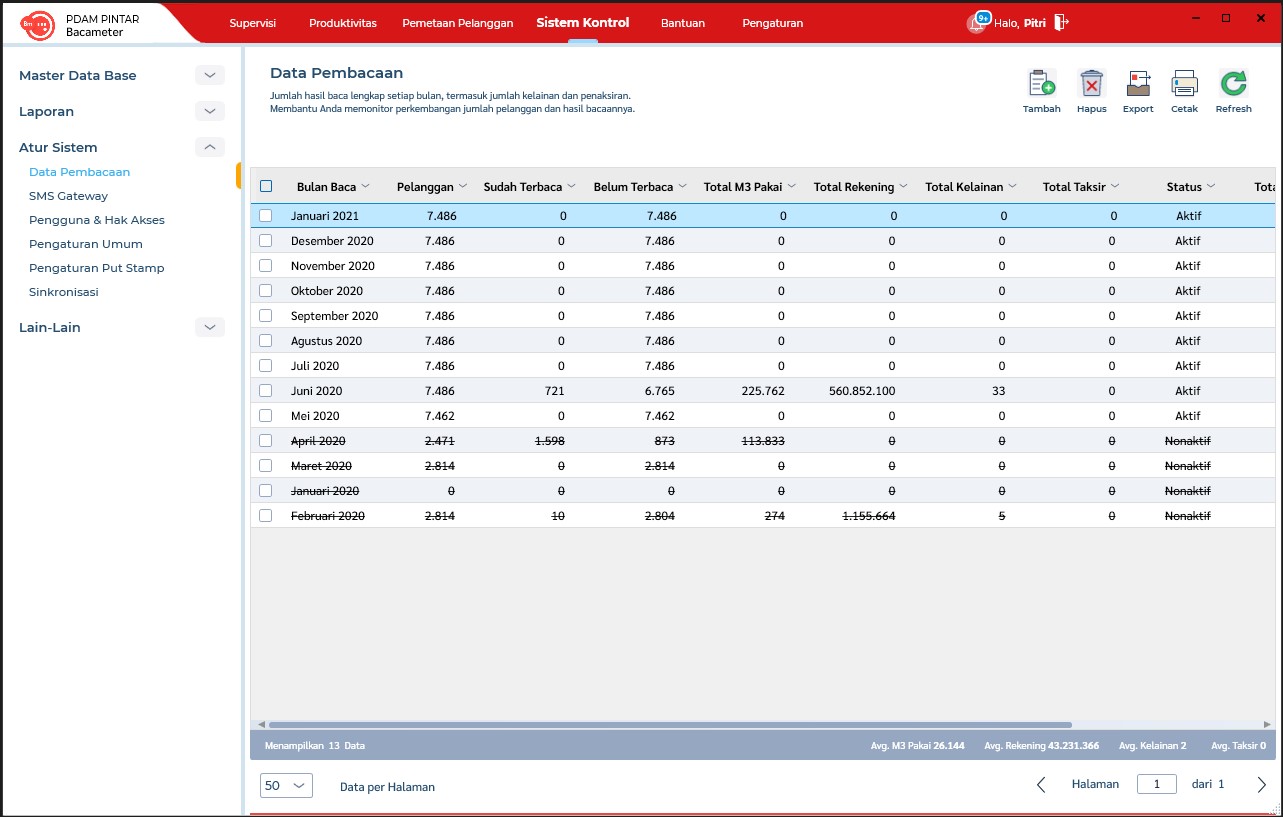 PDAM PINTAR
Bacameter
Supervisi Produktivitas Pemetaan Pelanggan Sistem Kontrol Bantuan Pengaturan
9+ Halo, Pitri
Master Data Base
Laporan
Atur Sistem
Data Pembacaan
SMS Gateway
Pengguna & Hak Akses
Pengaturan Umum
Pengaturan Put Stamp
Sinkronisasi
Lain-Lain
Data Pembacaan
Jumlah hasil baca lengkap setiap bulan, termasuk jumlah kelainan dan penaksiran.
Membantu Anda memonitor perkembangan jumlah pelanggan dan hasil bacaannya.
Tambah Hapus Export Cetak Refresh
Bulan Baca Pelanggan Sudah Terbaca Belum Terbaca Total M3 Pakai Total Rekening Total Kelainan Total Taksir Status Tota
Januari 2021 7.486 0 7.486 0 0 0 0 Aktif
Desember 2020 7.486 0 7.486 0 0 0 0 Aktif
November 2020 7.486 0 7.486 0 0 0 0 Aktif
Oktober 2020 7.486 0 7.486 0 0 0 0 Aktif
September 2020 7.486 0 7.486 0 0 0 0 Aktif
Agustus 2020 7.486 0 7.486 0 0 0 0 Aktif
Juli 2020 7.486 0 7.486 0 0 0 0 Aktif
Juni 2020 7.486 721 6.765 225.762 560.852.100 33 0 Aktif
Mei 2020 7.462 0 7.462 0 0 0 0 Aktif
April 2020 2.471 1.598 873 113.833 0 0 0 Nonaktif
Maret 2020 2.814 0 2.814 0 0 0 0 Nonaktif
Januari 2020 0 0 0 0 0 0 0 Nonaktif
Februari 2020 2.814 10 2.804 274 1.155.664 5 0 Nonaktif
Menampilkan 13 Data Avg. M3 Pakai 26.144 Avg. Rekening 43.231.366 Avg. Kelainan 2 Avg. Taksir 0
50 Data per Halaman Halaman 1 dari 1